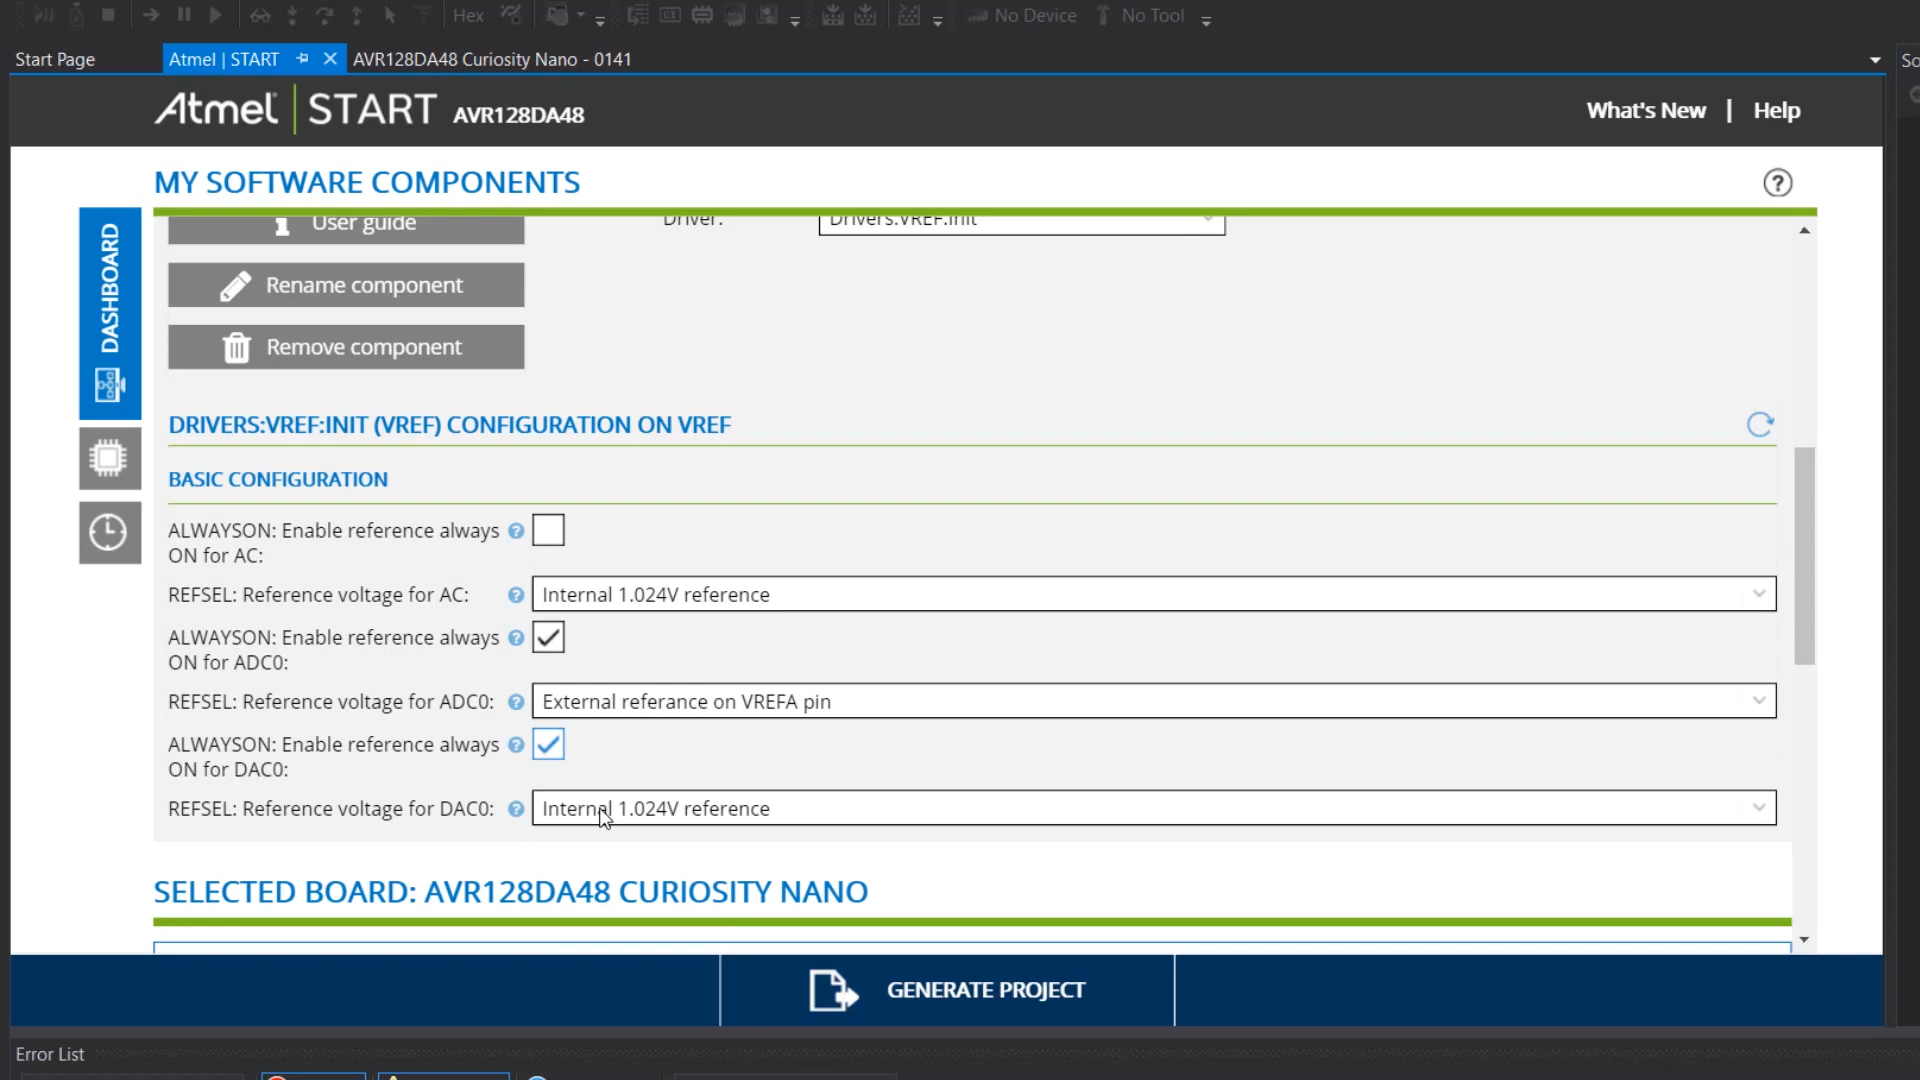 Hex
No Device
No Tool
Start Page
Atmel | START
AVR128DA48 Curiosity Nano - 0141
So
Atmel | START AVR128DA48
What's New | Help
MY SOFTWARE COMPONENTS
DASHBOARD
User guide
Driver:
Drivers:VREF:Init
Rename component
Remove component
DRIVERS:VREF:INIT (VREF) CONFIGURATION ON VREF
BASIC CONFIGURATION
ALWAYSON: Enable reference always
ON for AC:
REFSEL: Reference voltage for AC:
Internal 1.024V reference
ALWAYSON: Enable reference always
ON for ADC0:
REFSEL: Reference voltage for ADC0:
External referance on VREFA pin
ALWAYSON: Enable reference always
ON for DAC0:
REFSEL: Reference voltage for DAC0:
Internal 1.024V reference
SELECTED BOARD: AVR128DA48 CURIOSITY NANO
GENERATE PROJECT
Error List